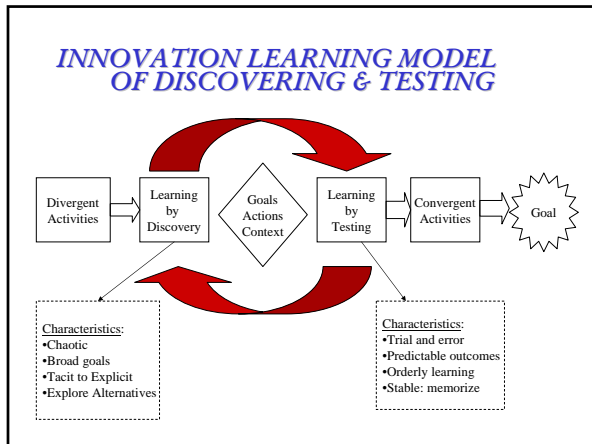 INNOVATION LEARNING MODEL
OF DISCOVERING & TESTING
Divergent
Activities
Learning
by
Discovery
Goals
Actions
Context
Learning
by
Testing
Convergent
Activities
Goal
Characteristics:
•Chaotic
•Broad goals
•Tacit to Explicit
•Explore Alternatives
Characteristics:
•Trial and error
•Predictable outcomes
•Orderly learning
•Stable: memorize